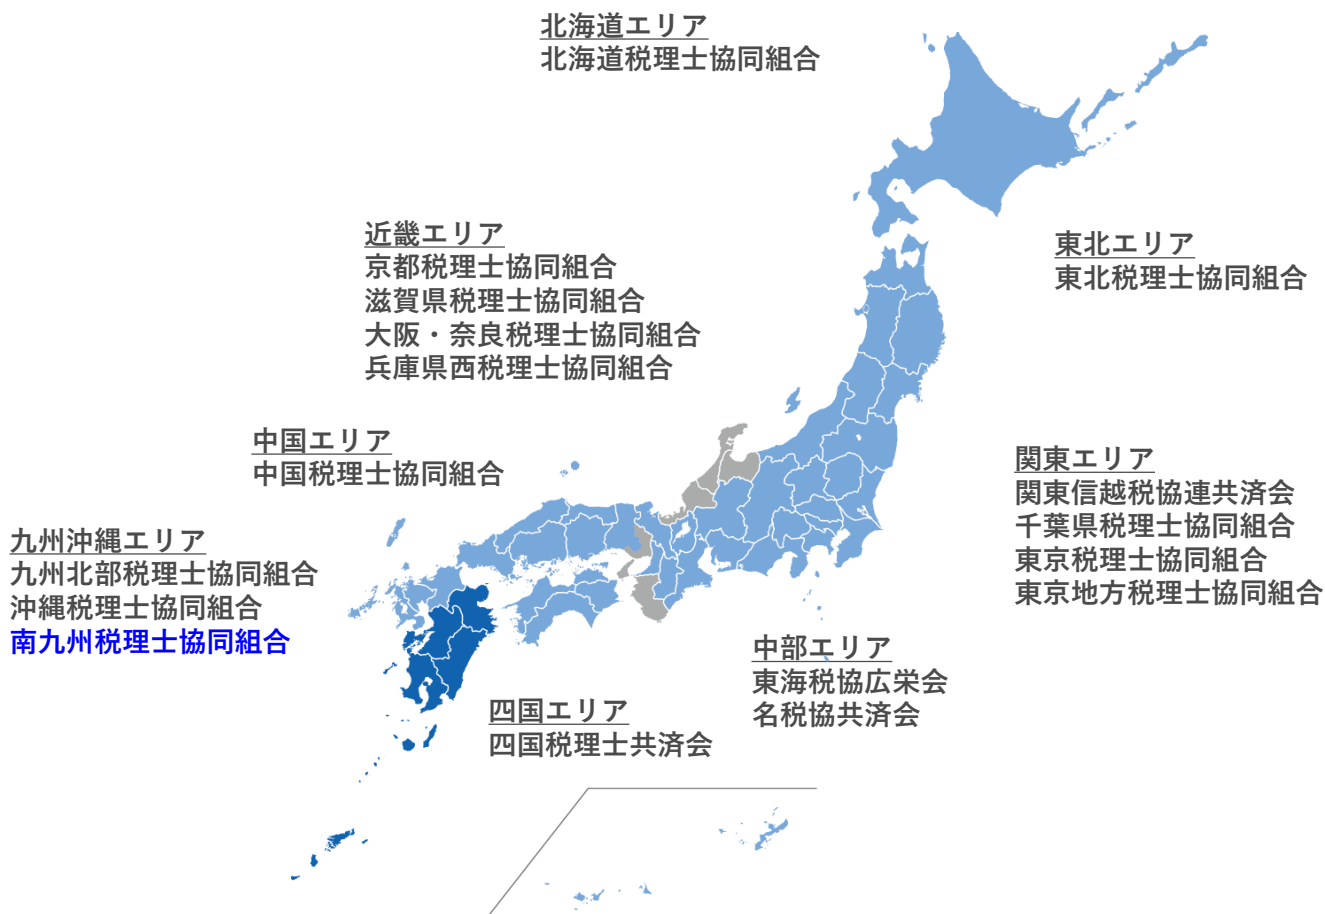 北海道エリア
北海道税理士協同組合
近畿エリア
京都税理士協同組合
滋賀県税理士協同組合
大阪・奈良税理士協同組合
兵庫県西税理士協同組合
東北エリア
東北税理士協同組合
中国エリア
中国税理士協同組合
関東エリア
関東信越税協連共済会
千葉県税理士協同組合
東京税理士協同組合
東京地方税理士協同組合
九州沖縄エリア
九州北部税理士協同組合
沖縄税理士協同組合
南九州税理士協同組合
中部エリア
東海税協広栄会
名税協共済会
四国エリア
四国税理士共済会